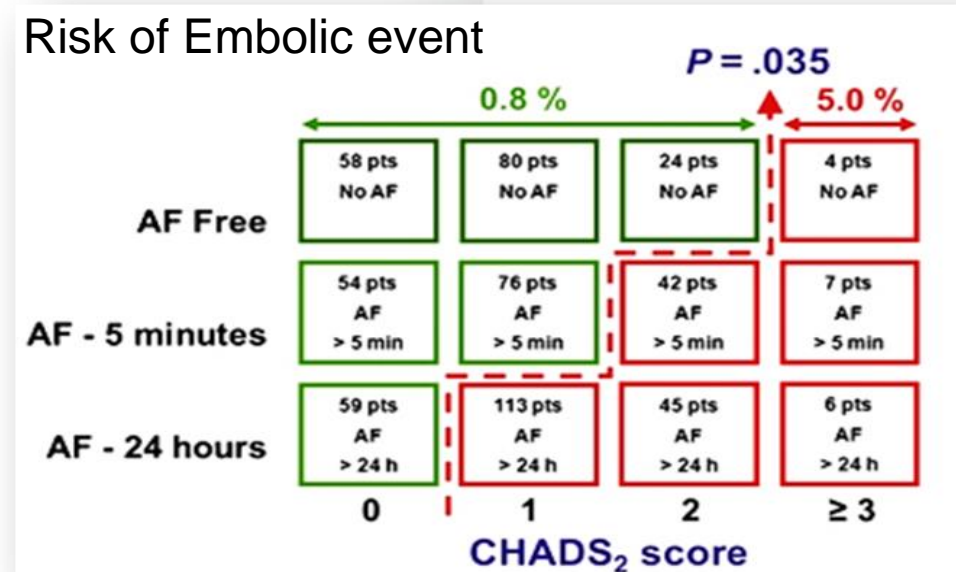 Risk of Embolic event
P = .035
0.8 %
5.0 %
58 pts
No AF
80 pts
No AF
24 pts
No AF
4 pts
No AF
AF Free
54 pts
AF
> 5 min
76 pts
AF
> 5 min
42 pts
AF
> 5 min
7 pts
AF
> 5 min
AF - 5 minutes
59 pts
AF
> 24 h
113 pts
AF
> 24 h
45 pts
AF
> 24 h
6 pts
AF
> 24 h
AF - 24 hours
0
1
2
≥ 3
CHADS₂ score